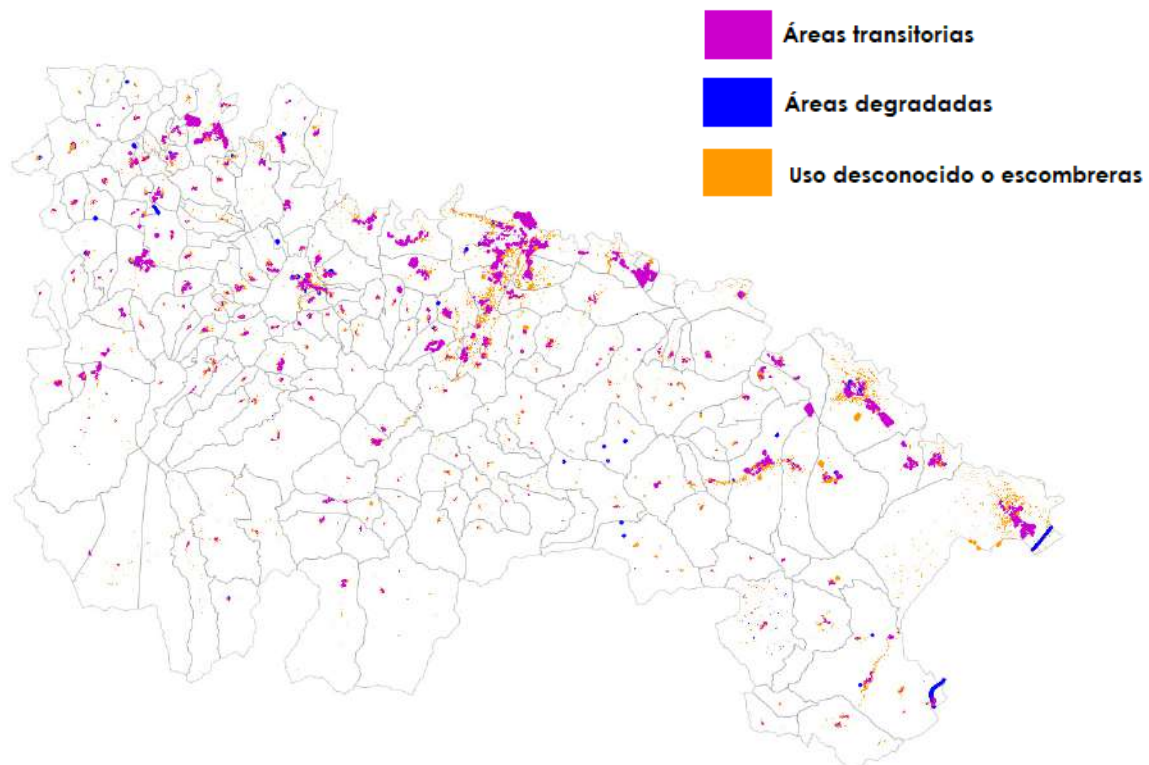 Áreas transitorias
Áreas degradadas
Uso desconocido o escombreras